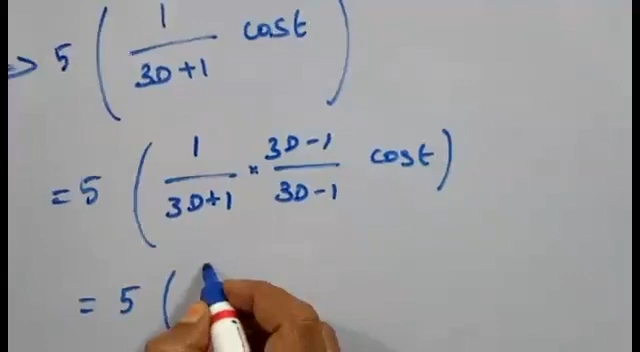 => 5 ( 1/(3D+1) cost )
= 5 ( 1/(3D+1) × (3D-1)/(3D-1) cost )
= 5 (